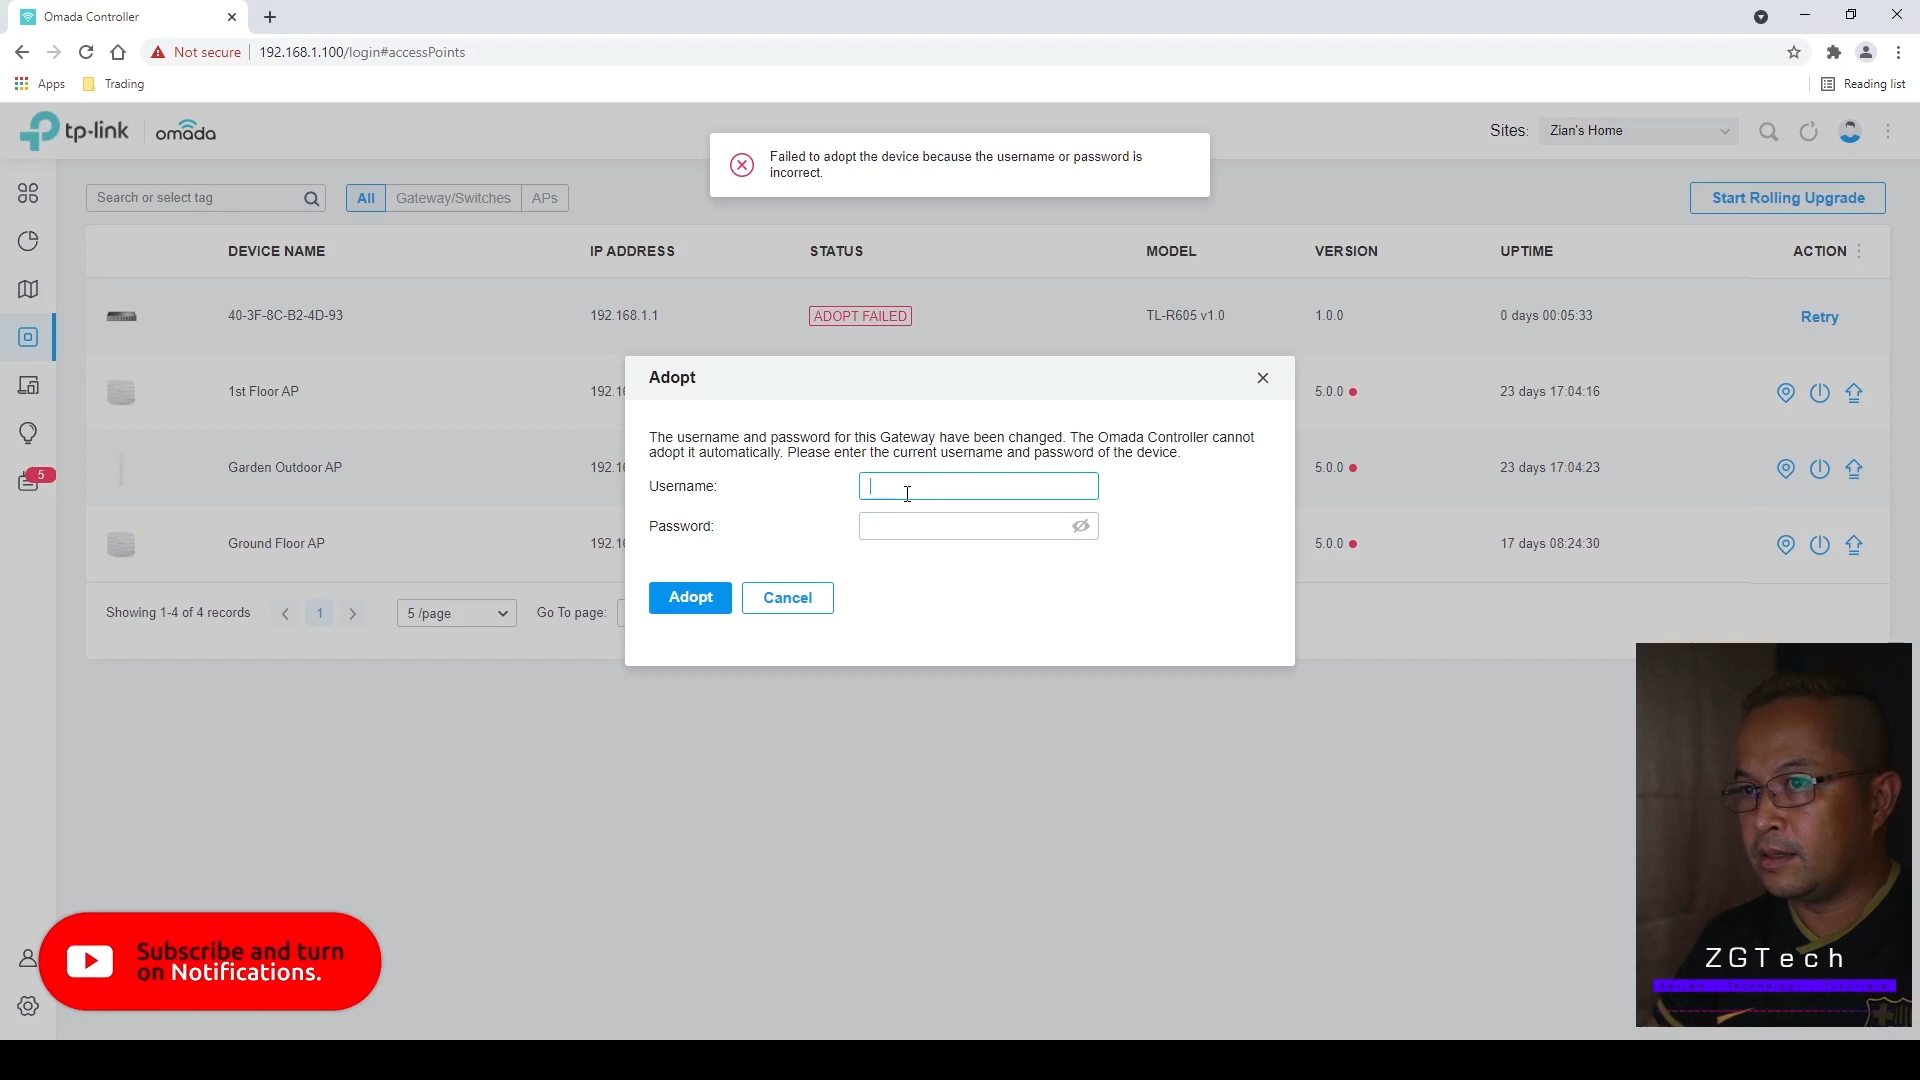 Omada Controller
Not secure
192.168.1.100/login#accessPoints
Apps
Trading
Reading list
tp-link
omada
Sites:
Zian's Home
Failed to adopt the device because the username or password is
incorrect.
Search or select tag
All
Gateway/Switches
APs
Start Rolling Upgrade
DEVICE NAME
IP ADDRESS
STATUS
MODEL
VERSION
UPTIME
ACTION
40-3F-8C-B2-4D-93
192.168.1.1
ADOPT FAILED
TL-R605 v1.0
1.0.0
0 days 00:05:33
Retry
1st Floor AP
5.0.0
23 days 17:04:16
Garden Outdoor AP
5.0.0
23 days 17:04:23
5
Ground Floor AP
5.0.0
17 days 08:24:30
Adopt
The username and password for this Gateway have been changed. The Omada Controller cannot
adopt it automatically. Please enter the current username and password of the device.
Username:
Password:
Adopt
Cancel
Showing 1-4 of 4 records
1
5 /page
Go To page:
Subscribe and turn
on Notifications.
ZGTech